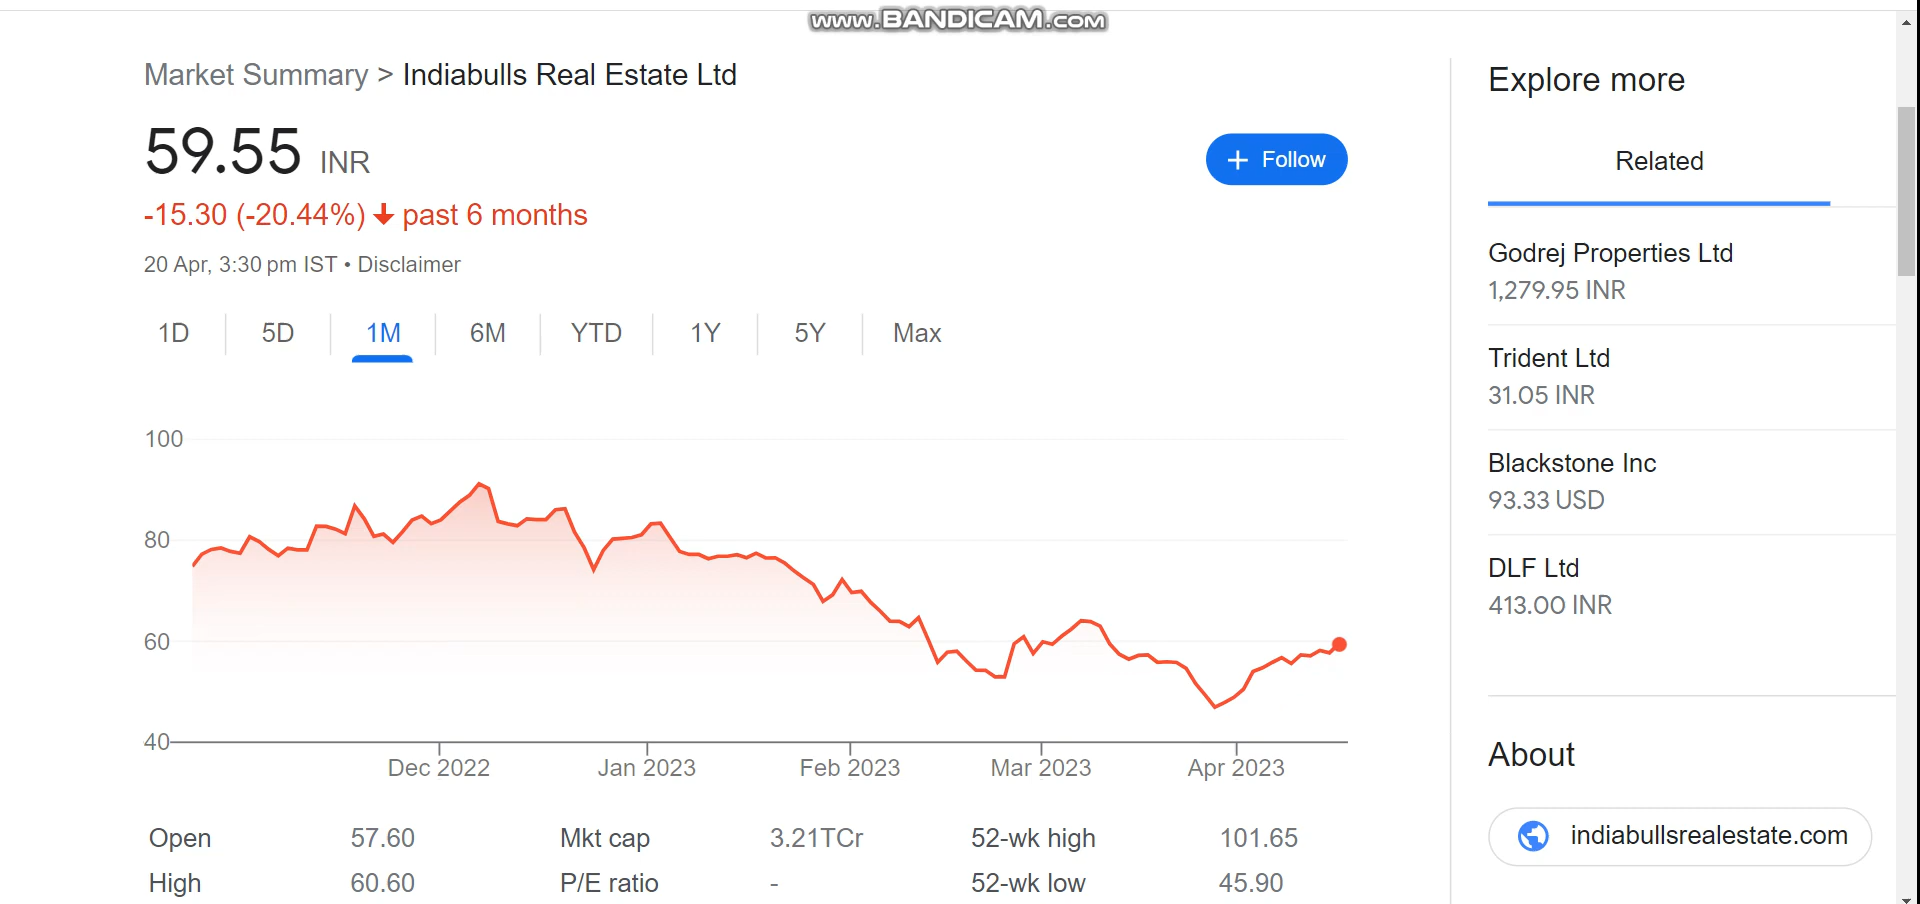 www.BANDICAM.com
Market Summary > Indiabulls Real Estate Ltd
59.55 INR
+ Follow
-15.30 (-20.44%) past 6 months
20 Apr, 3:30 pm IST • Disclaimer
1D 5D 1M 6M YTD 1Y 5Y Max
100
80
60
40
Dec 2022 Jan 2023 Feb 2023 Mar 2023 Apr 2023
Open 57.60 Mkt cap 3.21TCr 52-wk high 101.65
High 60.60 P/E ratio - 52-wk low 45.90
Explore more
Related
Godrej Properties Ltd
1,279.95 INR
Trident Ltd
31.05 INR
Blackstone Inc
93.33 USD
DLF Ltd
413.00 INR
About
indiabullsrealestate.com